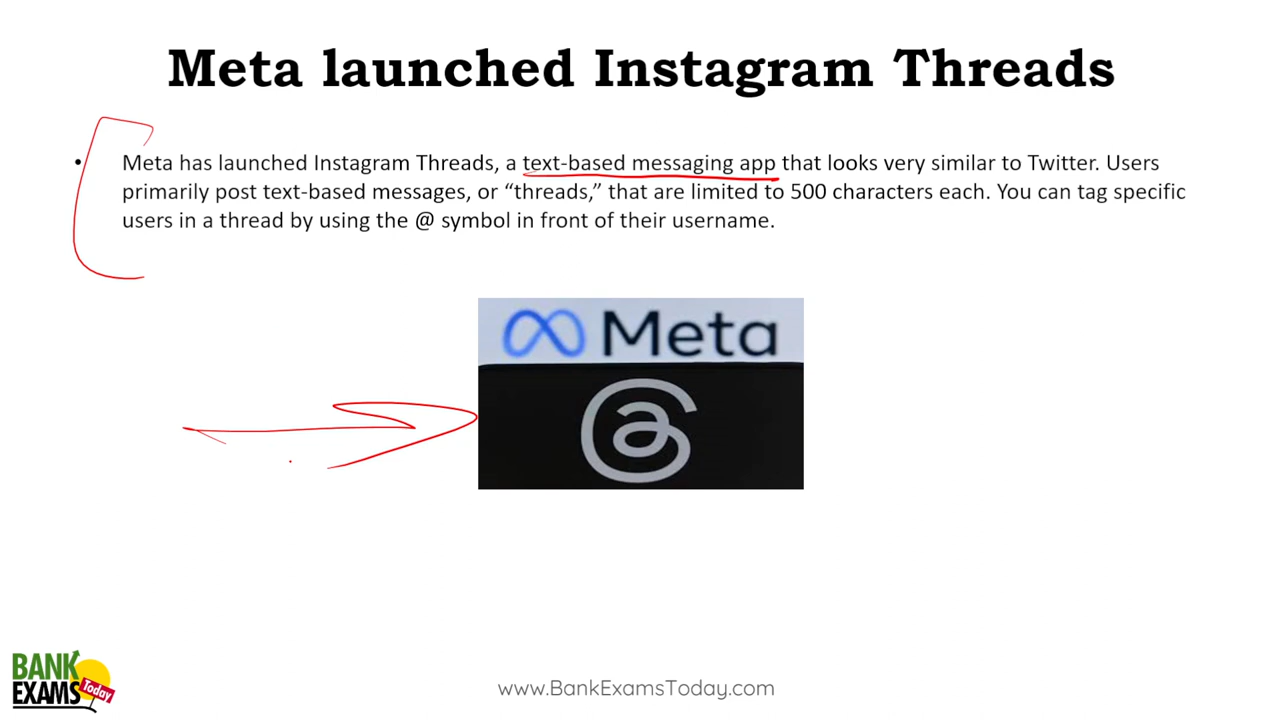 Meta launched Instagram Threads
• Meta has launched Instagram Threads, a text-based messaging app that looks very similar to Twitter. Users
primarily post text-based messages, or “threads,” that are limited to 500 characters each. You can tag specific
users in a thread by using the @ symbol in front of their username.
Meta
BANK
EXAMS Today
www.BankExamsToday.com